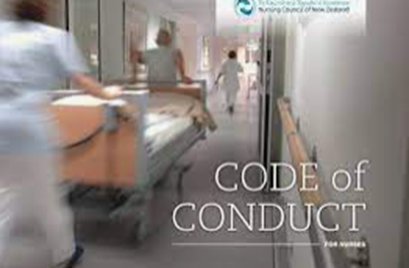 Nursing Council of New Zealand
CODE of
CONDUCT
FOR NURSES